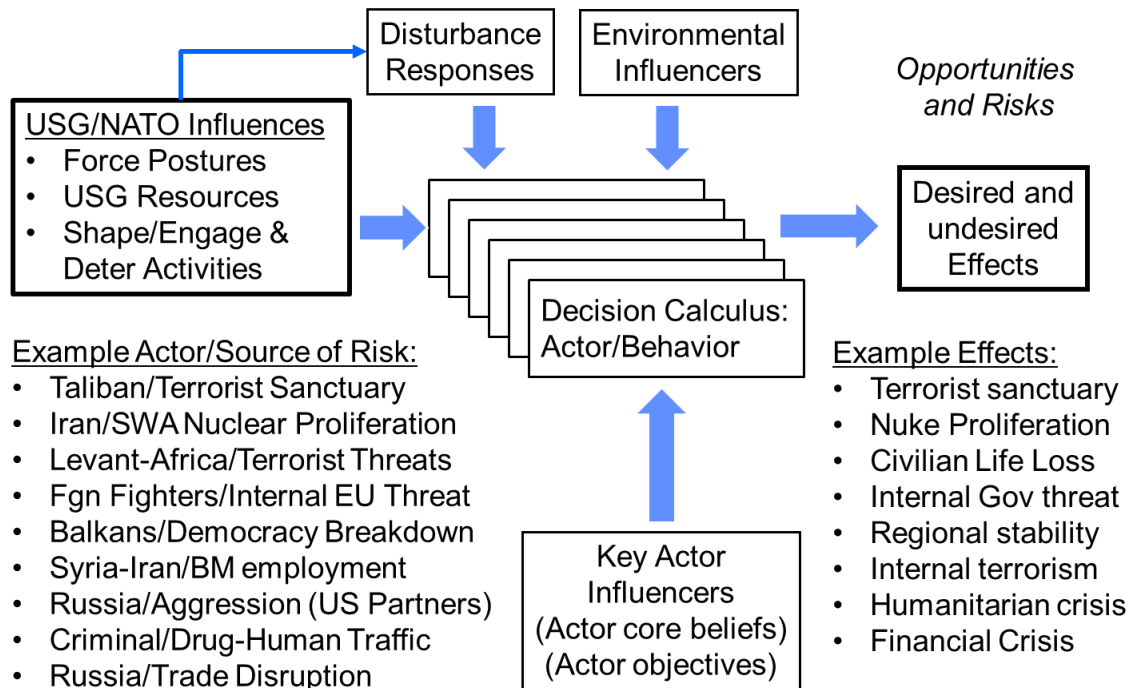 Disturbance
Responses
Environmental
Influencers
Opportunities
and Risks
USG/NATO Influences
• Force Postures
• USG Resources
• Shape/Engage &
Deter Activities
Desired and
undesired
Effects
Decision Calculus:
Actor/Behavior
Example Actor/Source of Risk:
• Taliban/Terrorist Sanctuary
• Iran/SWA Nuclear Proliferation
• Levant-Africa/Terrorist Threats
• Fgn Fighters/Internal EU Threat
• Balkans/Democracy Breakdown
• Syria-Iran/BM employment
• Russia/Aggression (US Partners)
• Criminal/Drug-Human Traffic
• Russia/Trade Disruption
Key Actor
Influencers
(Actor core beliefs)
(Actor objectives)
Example Effects:
• Terrorist sanctuary
• Nuke Proliferation
• Civilian Life Loss
• Internal Gov threat
• Regional stability
• Internal terrorism
• Humanitarian crisis
• Financial Crisis